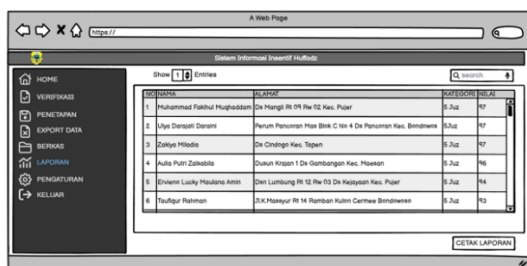 A Web Page
https://
Sistem Informasi Insentif Huffodz
HOME
VERIFIKASI
PENETAPAN
EXPORT DATA
BERKAS
LAPORAN
PENGATURAN
KELUAR
Show 1 Entries
search
NO NAMA ALAMAT KATEGORI NILAI
1 Muhammad Fakihul Muqhaddam Ds Mangli Rt 09 Rw 02 Kec. Pujer 5 Juz 97
2 Ulya Darajati Daraini Perum Pancoran Mas Blok C No 4 Ds Pancoran Kec. Bondowoso 5 Juz 97
3 Zakiya Miladia Ds Cindogo Kec. Tapen 5 Juz 97
4 Aulia Putri Zalsabila Dusun Krajan 1 Ds Gambangan Kec. Maesan 5 Juz 96
5 Ervienn Lucky Maulana Amin Dsn Lumbung Rt 12 Rw 03 Ds Kejayaan Kec. Pujer 5 Juz 94
6 Taufiqur Rahman Jl.K.Masyur Rt 14 Ramban Kulon Cermee Bondowoso 5 Juz 93
CETAK LAPORAN